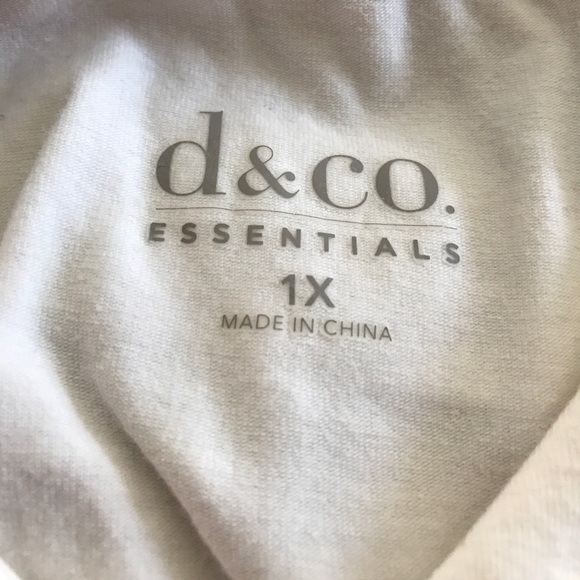 d&co.
ESSENTIALS
1X
MADE IN CHINA